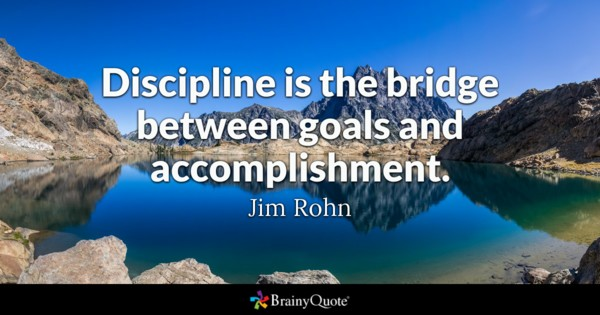 Discipline is the bridge
between goals and
accomplishment.
Jim Rohn
BrainyQuote®